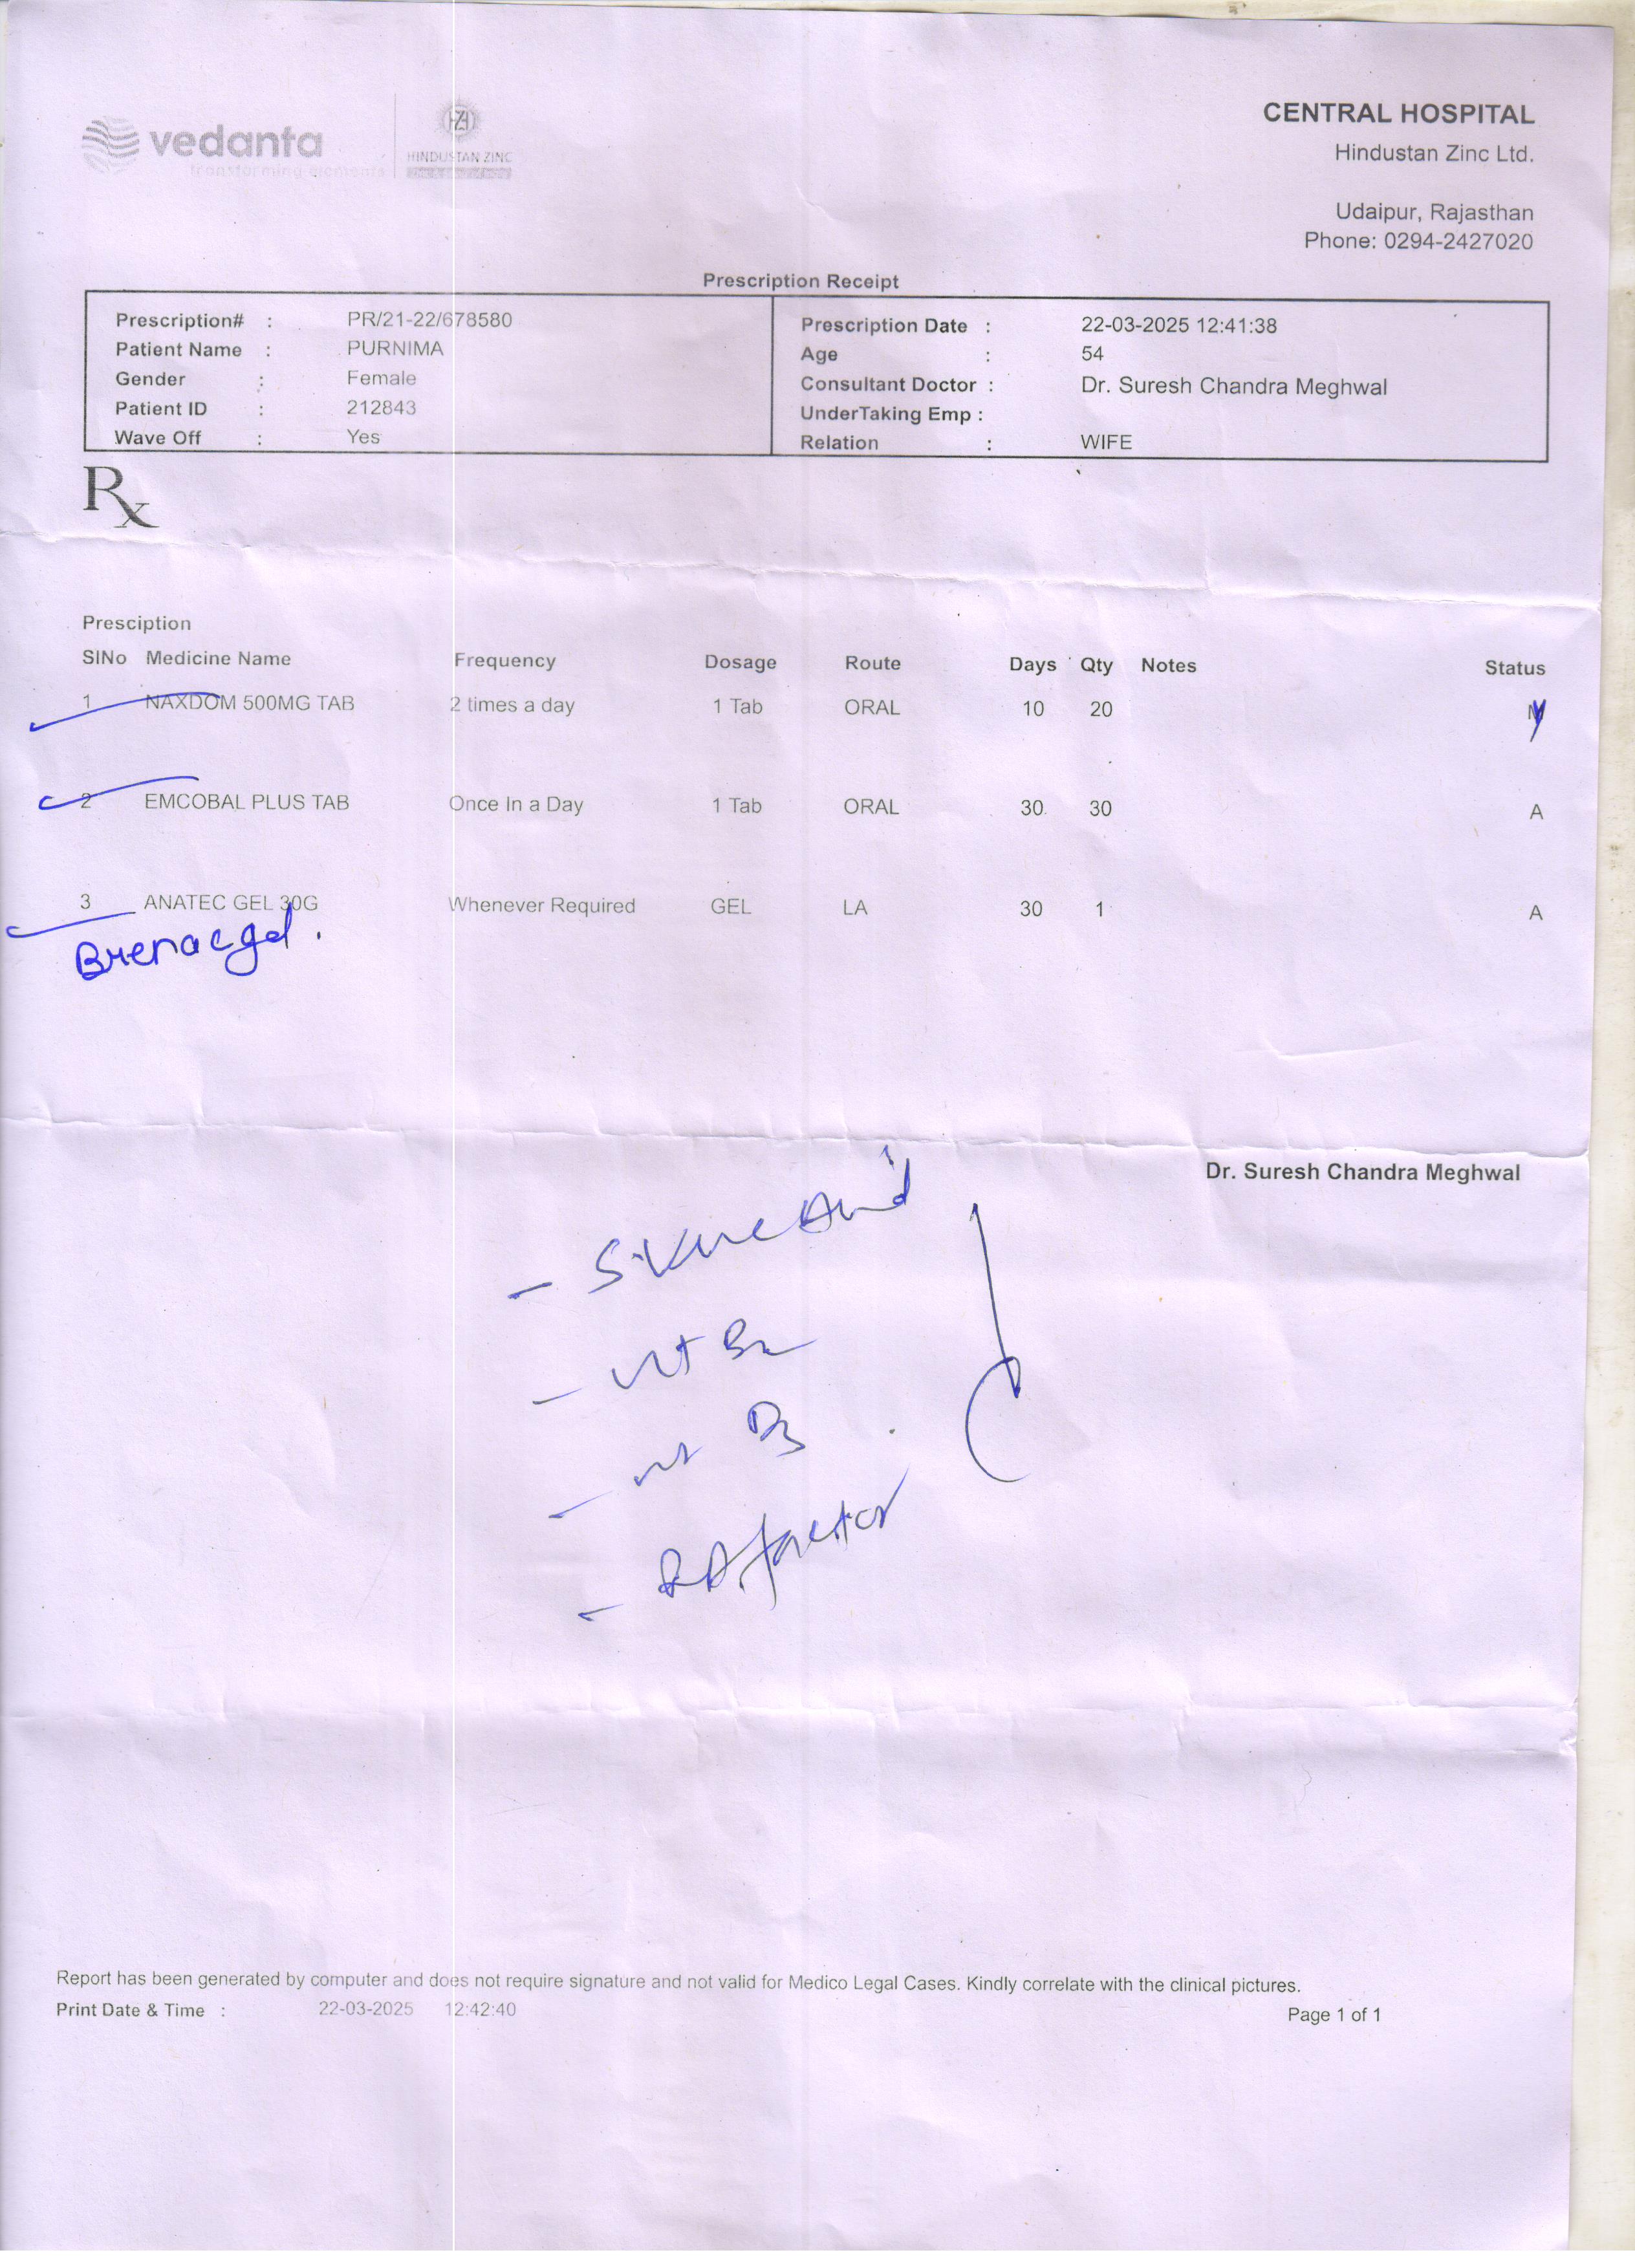 vedanta
transforming elements
HINDUSTAN ZINC
CENTRAL HOSPITAL
Hindustan Zinc Ltd.
Udaipur, Rajasthan
Phone: 0294-2427020
Prescription Receipt
Prescription# : PR/21-22/678580 Prescription Date : 22-03-2025 12:41:38
Patient Name : PURNIMA Age : 54
Gender : Female Consultant Doctor : Dr. Suresh Chandra Meghwal
Patient ID : 212843 UnderTaking Emp :
Wave Off : Yes Relation : WIFE
Rx
Presciption
SlNo Medicine Name Frequency Dosage Route Days Qty Notes Status
1 NAXDOM 500MG TAB 2 times a day 1 Tab ORAL 10 20
2 EMCOBAL PLUS TAB Once In a Day 1 Tab ORAL 30 30 A
3 ANATEC GEL 30G Whenever Required GEL LA 30 1 A
Dr. Suresh Chandra Meghwal
- RA factor
Report has been generated by computer and does not require signature and not valid for Medico Legal Cases. Kindly correlate with the clinical pictures.
Print Date & Time : 22-03-2025 12:42:40 Page 1 of 1